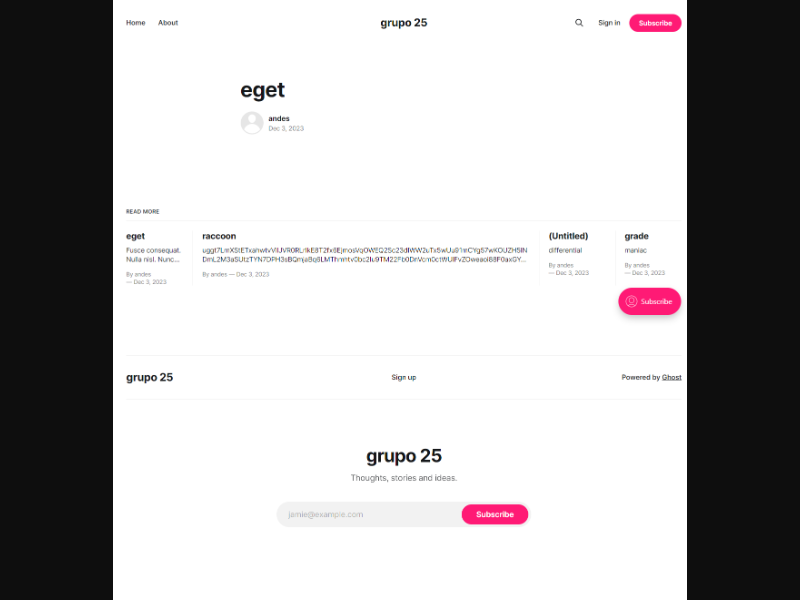 Home About grupo 25 Sign in Subscribe
eget
andes
Dec 3, 2023
READ MORE
eget
Fusce consequat.
Nulla nisl. Nunc...
By andes
— Dec 3, 2023
raccoon
By andes — Dec 3, 2023
(Untitled)
differential
By andes
— Dec 3, 2023
grade
maniac
By andes
— Dec 3, 2023
Subscribe
grupo 25 Sign up Powered by Ghost
grupo 25
Thoughts, stories and ideas.
jamie@example.com Subscribe